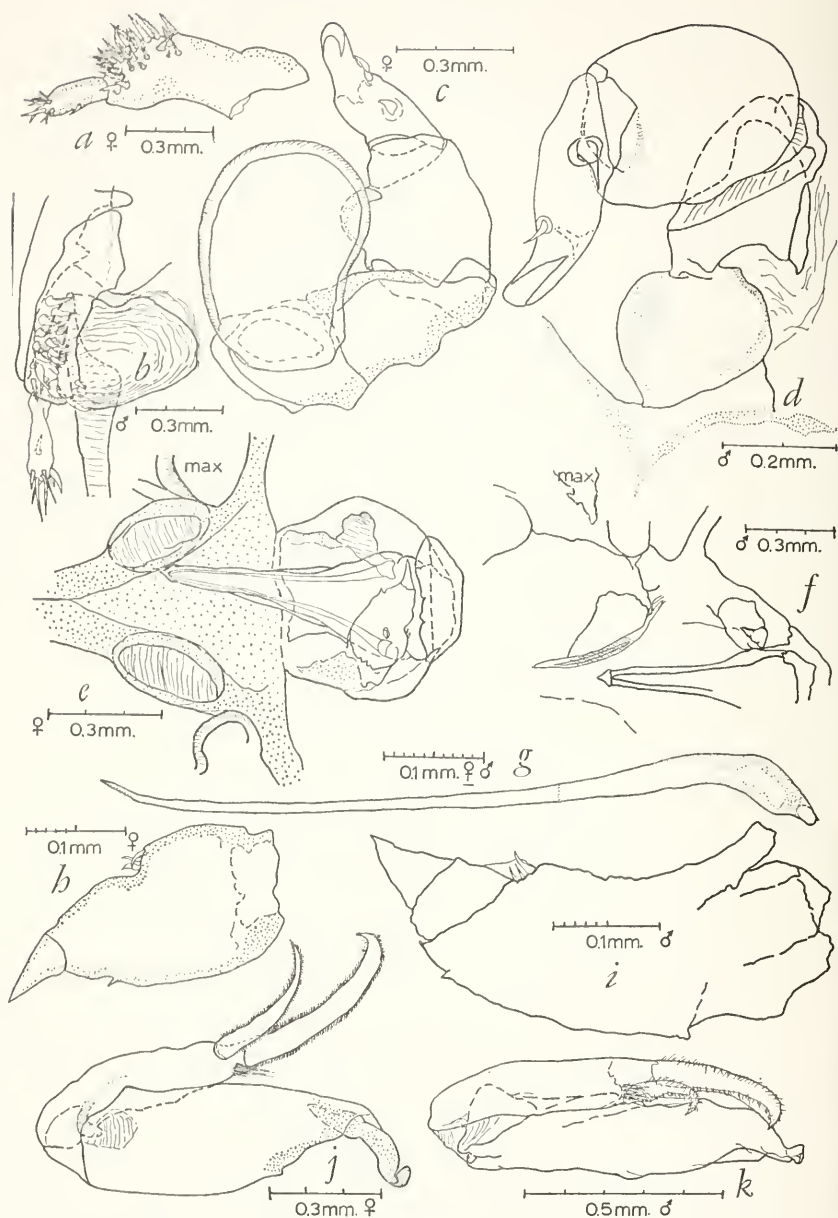 a ♀ 0.3mm.
♀ 0.3mm. c
b ♂ 0.3mm.
d ♂ 0.2mm.
max
e ♀ 0.3mm.
max
♂ 0.3mm. f
0.1mm. ♀ ♂ g
0.1mm ♀ h
0.1mm. ♂ i
j 0.3mm. ♀
k 0.5mm. ♂